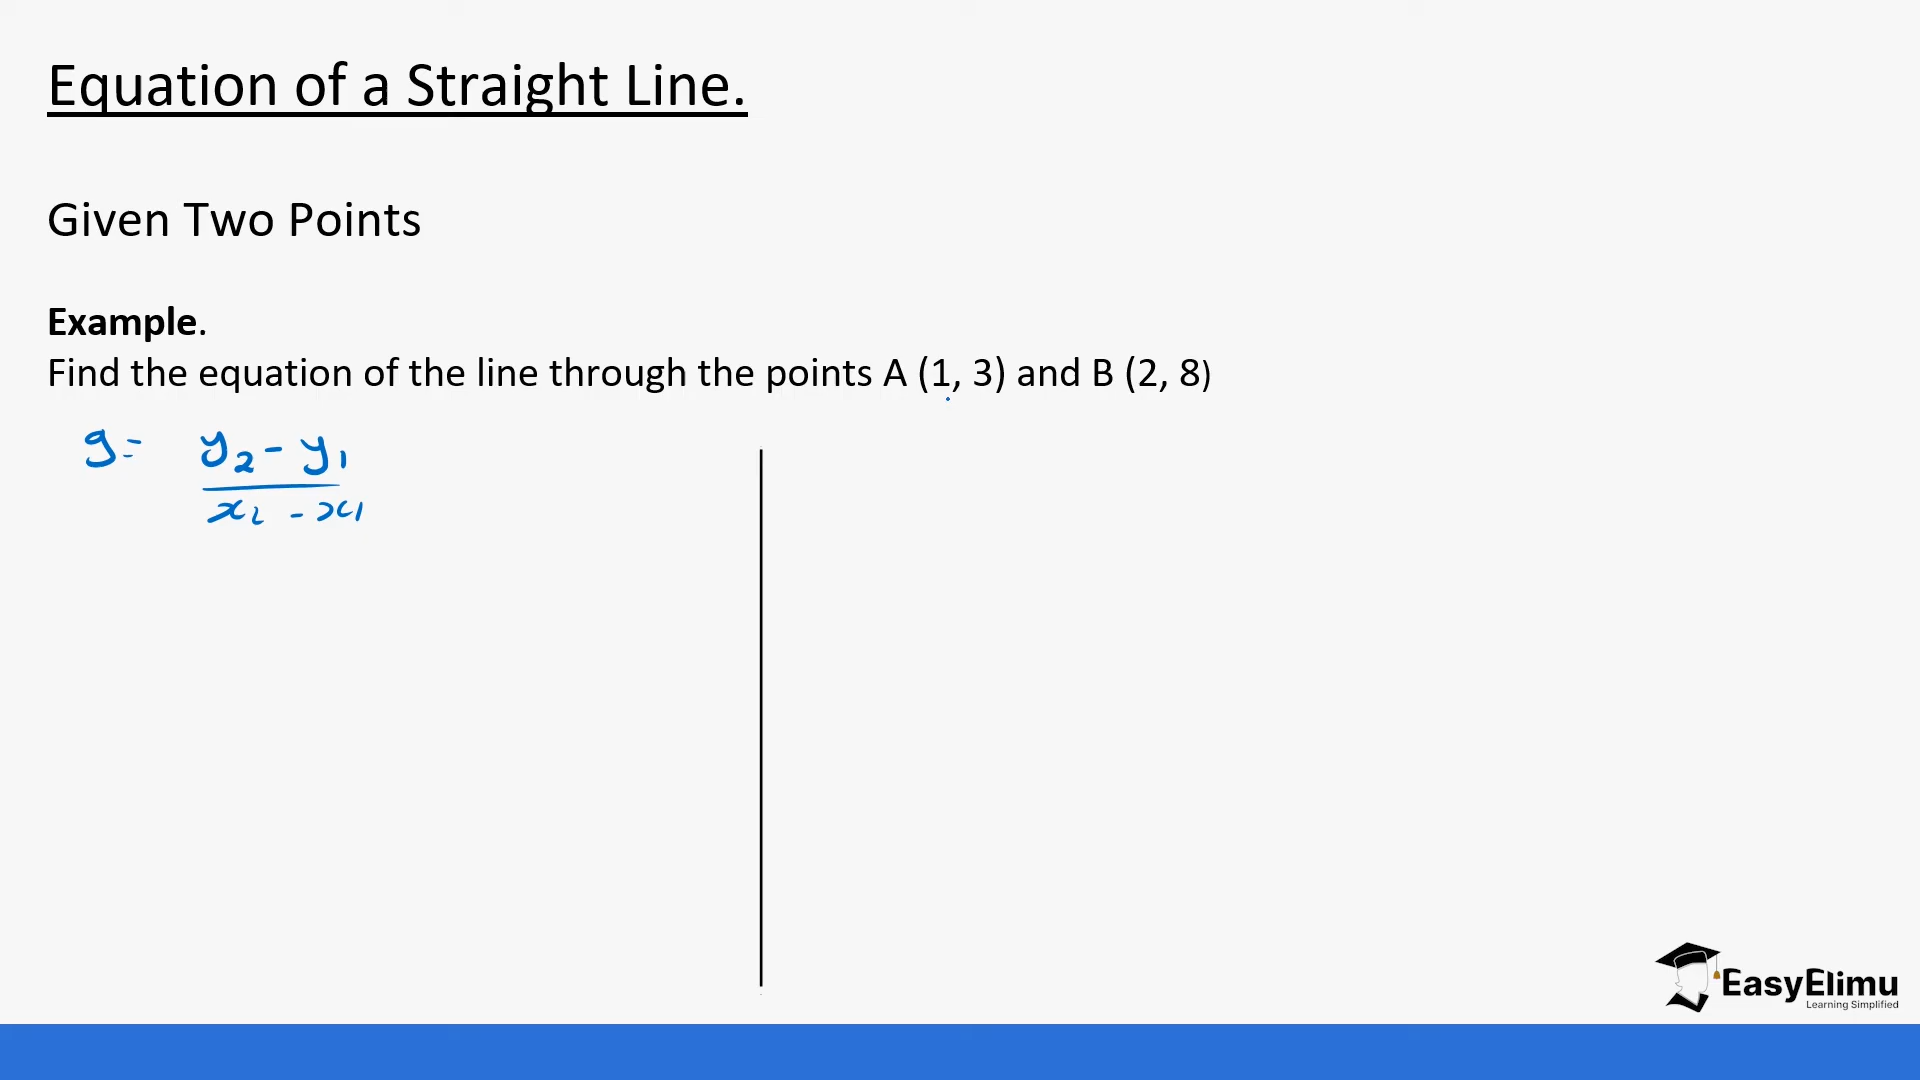 Equation of a Straight Line.
Given Two Points
Example.
Find the equation of the line through the points A (1, 3) and B (2, 8)
g = y₂ - y₁
x₂ - x₁
EasyElimu
Learning Simplified